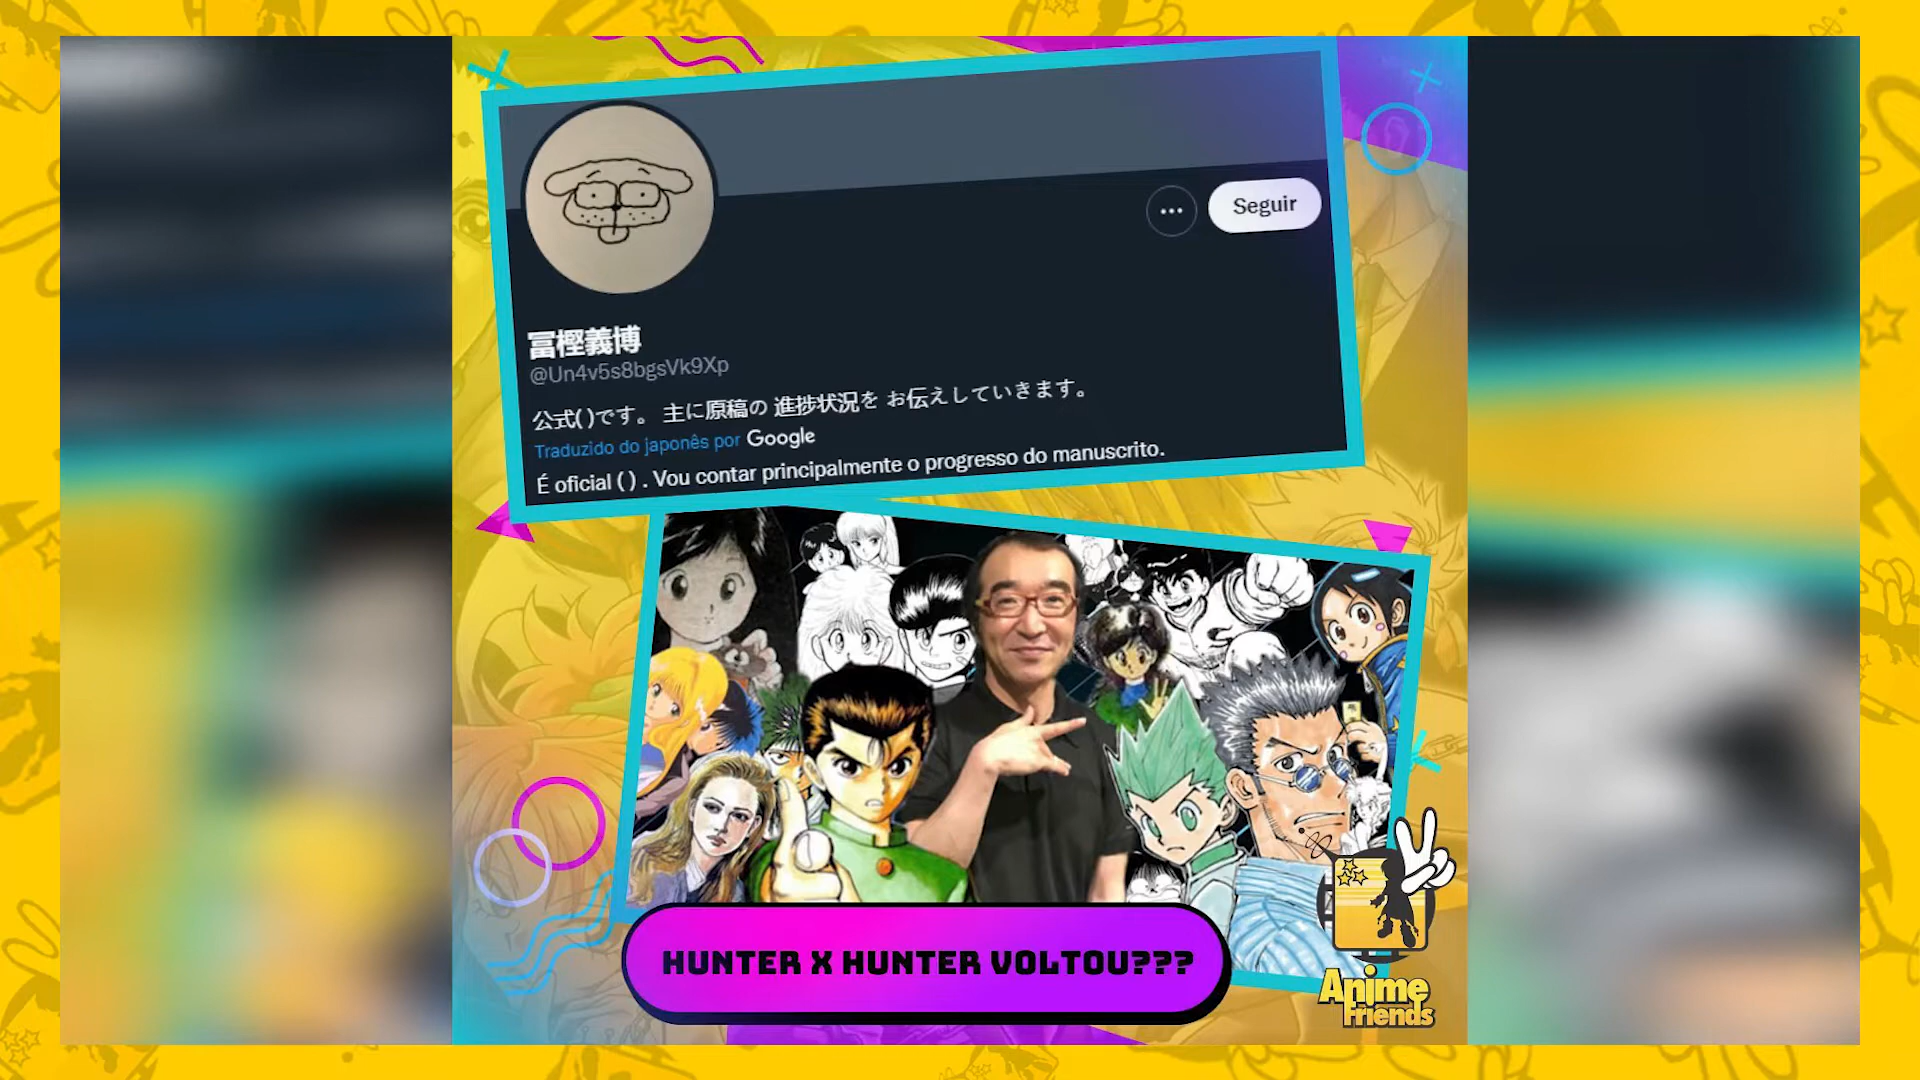 Seguir
冨樫義博
@Un4v5s8bgsVk9Xp
公式()です。 主に原稿の 進捗状況を お伝えしていきます。
Traduzido do japonês por Google
É oficial ( ) . Vou contar principalmente o progresso do manuscrito.
HUNTER X HUNTER VOLTOU???
Anime
Friends